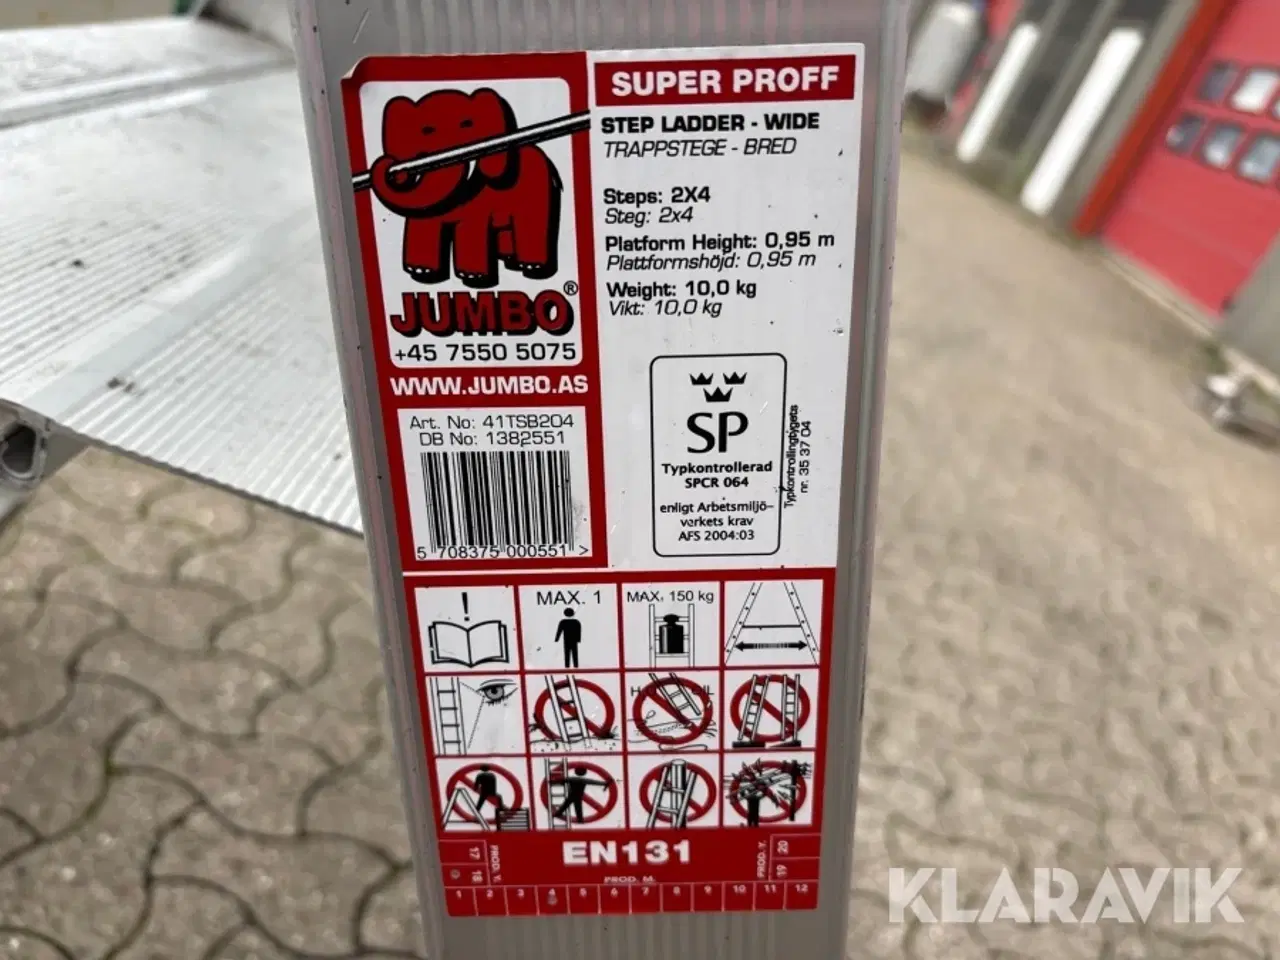 JUMBO®
+45 7550 5075
WWW.JUMBO.AS
Art. No: 41TSB204
DB No: 1382551
5 708375 000551 >
SUPER PROFF
STEP LADDER - WIDE
TRAPPSTEGE - BRED
Steps: 2X4
Steg: 2x4
Platform Height: 0,95 m
Plattformshöjd: 0,95 m
Weight: 10,0 kg
Vikt: 10,0 kg
SP
Typkontrollerad
SPCR 064
enligt Arbetsmiljö-
verkets krav
AFS 2004:03
Typkontrollintygets
nr. 35 37 04
!
MAX. 1
MAX. 150 kg
EN131
17 18 PROD. Y.
PROD. M.
PROD. Y. 19 20
1 2 3 4 5 6 7 8 9 10 11 12
KLARAVIK